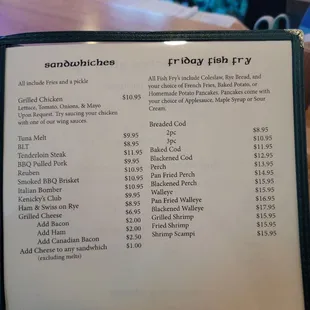 sandwhiches
All include Fries and a pickle
Grilled Chicken $10.95
Lettuce, Tomato, Onions, & Mayo
Upon Request. Try saucing your chicken
with one of our wing sauces.
Tuna Melt $9.95
BLT $8.95
Tenderloin Steak $11.95
BBQ Pulled Pork $9.95
Reuben $10.95
Smoked BBQ Brisket $10.95
Italian Bomber $10.95
Kenicky's Club $9.95
Ham & Swiss on Rye $8.95
Grilled Cheese $6.95
Add Bacon $2.00
Add Ham $2.00
Add Canadian Bacon $2.50
Add Cheese to any sandwhich $1.00
(excluding melts)
friday fish fry
All Fish Fry's include Coleslaw, Rye Bread, and
your choice of French Fries, Baked Potato, or
Homemade Potato Pancakes. Pancakes come with
your choice of Applesauce, Maple Syrup or Sour
Cream.
Breaded Cod
2pc $8.95
3pc $10.95
Baked Cod $11.95
Blackened Cod $12.95
Perch $13.95
Pan Fried Perch $14.95
Blackened Perch $15.95
Walleye $15.95
Pan Fried Walleye $16.95
Blackened Walleye $17.95
Grilled Shrimp $15.95
Fried Shrimp $15.95
Shrimp Scampi $15.95